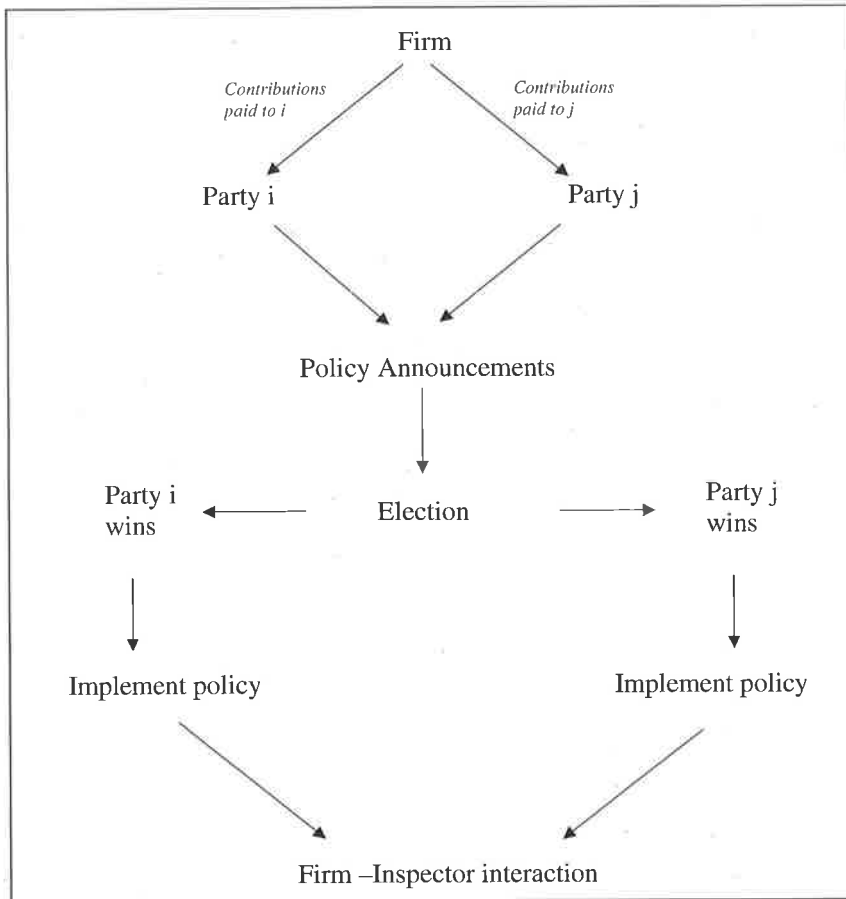 Firm
Contributions
paid to i
Contributions
paid to j
Party i
Party j
Policy Announcements
Party i
wins
Election
Party j
wins
Implement policy
Implement policy
Firm –Inspector interaction